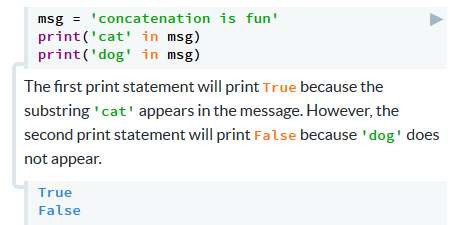 msg = 'concatenation is fun'
print('cat' in msg)
print('dog' in msg)
The first print statement will print True because the
substring 'cat' appears in the message. However, the
second print statement will print False because 'dog' does
not appear.
True
False